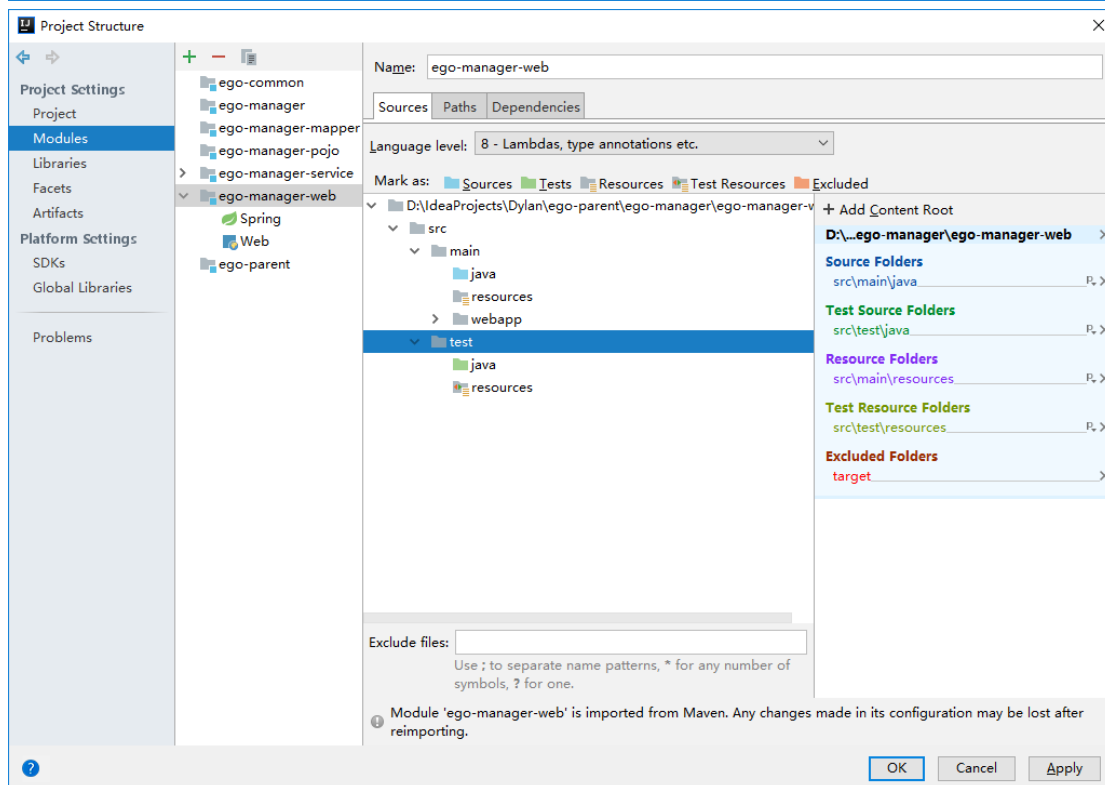 Project Structure
Project Settings
Project
Modules
Libraries
Facets
Artifacts
Platform Settings
SDKs
Global Libraries
Problems
ego-common
ego-manager
ego-manager-mapper
ego-manager-pojo
ego-manager-service
ego-manager-web
Spring
Web
ego-parent
Name: ego-manager-web
Sources Paths Dependencies
Language level: 8 - Lambdas, type annotations etc.
Mark as: Sources Tests Resources Test Resources Excluded
D:\IdeaProjects\Dylan\ego-parent\ego-manager\ego-manager-w
src
main
java
resources
webapp
test
java
resources
+ Add Content Root
D:\...ego-manager\ego-manager-web
Source Folders
src\main\java
Test Source Folders
src\test\java
Resource Folders
src\main\resources
Test Resource Folders
src\test\resources
Excluded Folders
target
Exclude files:
Use ; to separate name patterns, * for any number of
symbols, ? for one.
Module 'ego-manager-web' is imported from Maven. Any changes made in its configuration may be lost after
reimporting.
OK Cancel Apply